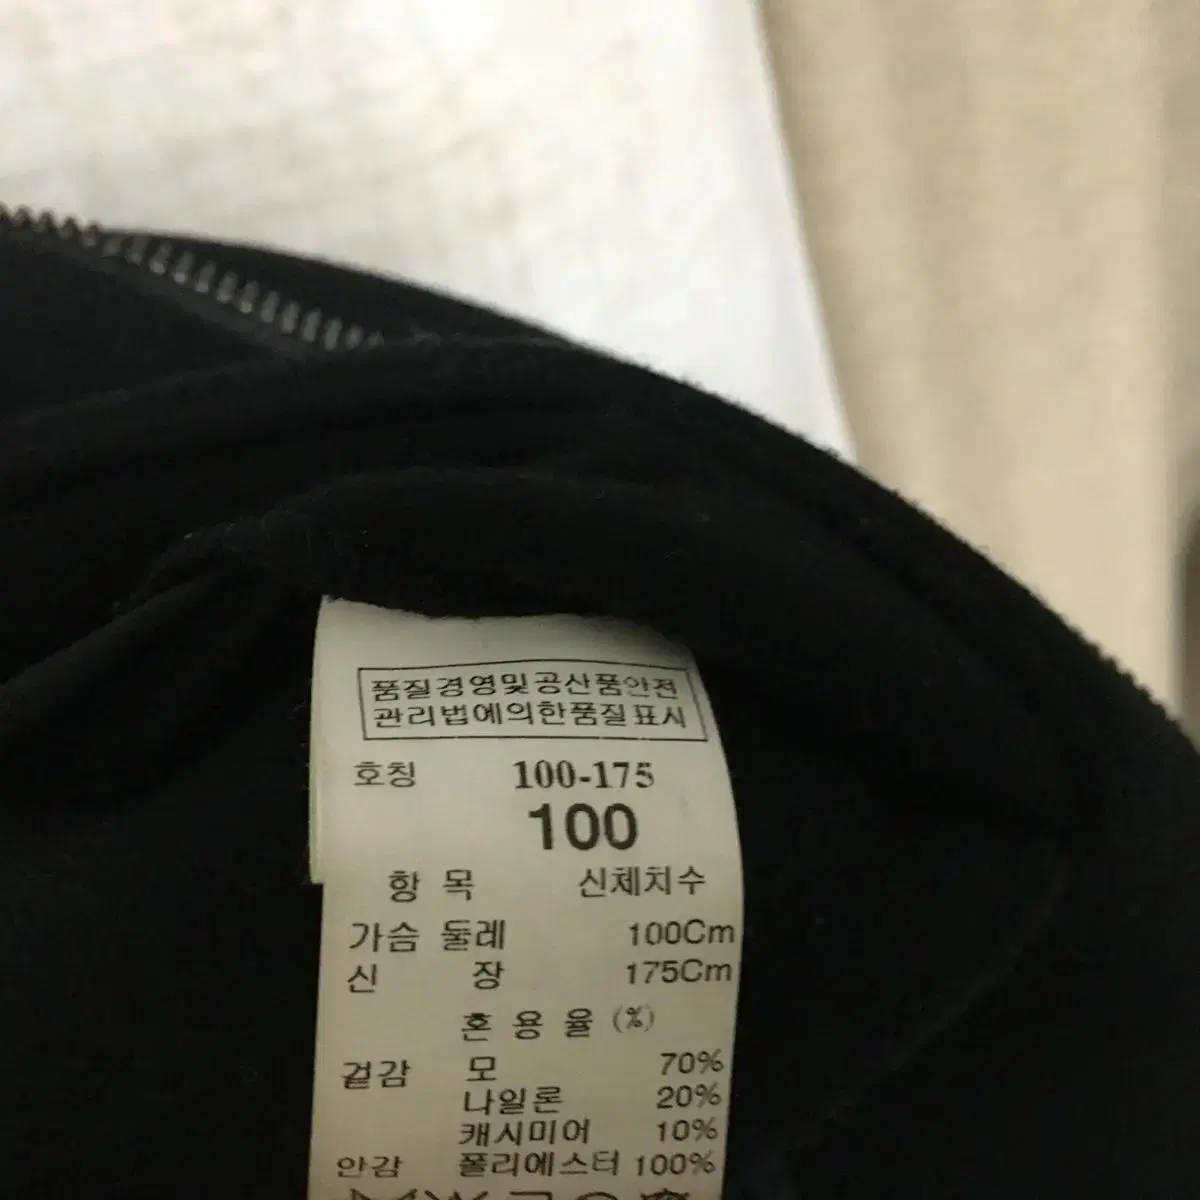 품질경영및공산품안전
관리법에의한품질표시
호칭 100-175
100
항 목 신체치수
가슴 둘레 100Cm
신 장 175Cm
혼 용 율 (%)
겉감 모 70%
나일론 20%
캐시미어 10%
안감 폴리에스터 100%